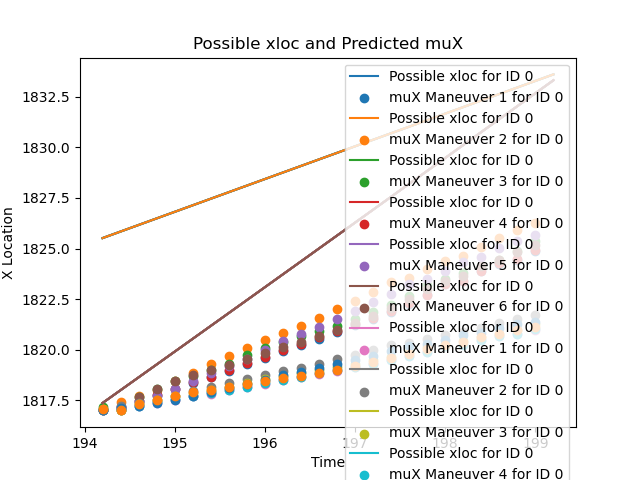 Possible xloc and Predicted muX
1832.5
1830.0
1827.5
1825.0
1822.5
1820.0
1817.5
X Location
194
195
196
197
198
199
Time
Possible xloc for ID 0
muX Maneuver 1 for ID 0
Possible xloc for ID 0
muX Maneuver 2 for ID 0
Possible xloc for ID 0
muX Maneuver 3 for ID 0
Possible xloc for ID 0
muX Maneuver 4 for ID 0
Possible xloc for ID 0
muX Maneuver 5 for ID 0
Possible xloc for ID 0
muX Maneuver 6 for ID 0
Possible xloc for ID 0
muX Maneuver 1 for ID 0
Possible xloc for ID 0
muX Maneuver 2 for ID 0
Possible xloc for ID 0
muX Maneuver 3 for ID 0
Possible xloc for ID 0
muX Maneuver 4 for ID 0